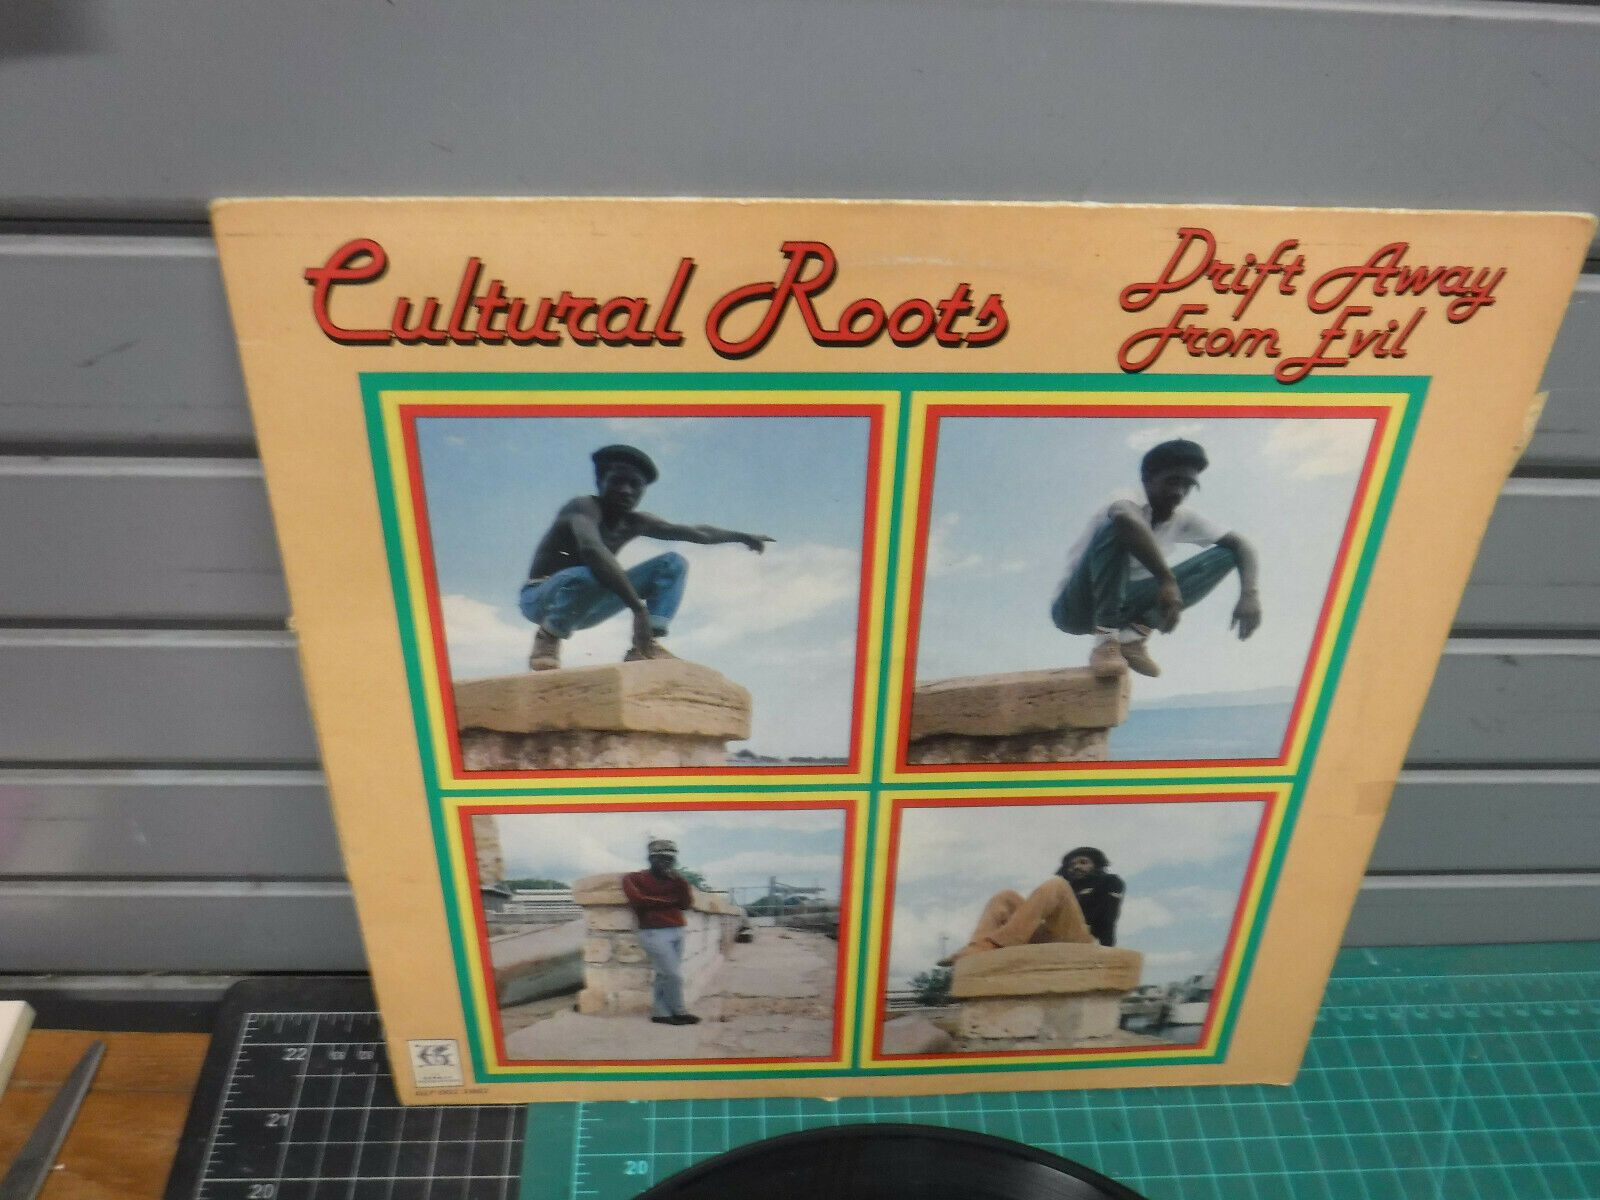 Cultural Roots
Drift Away
From Evil
22
21
20
20